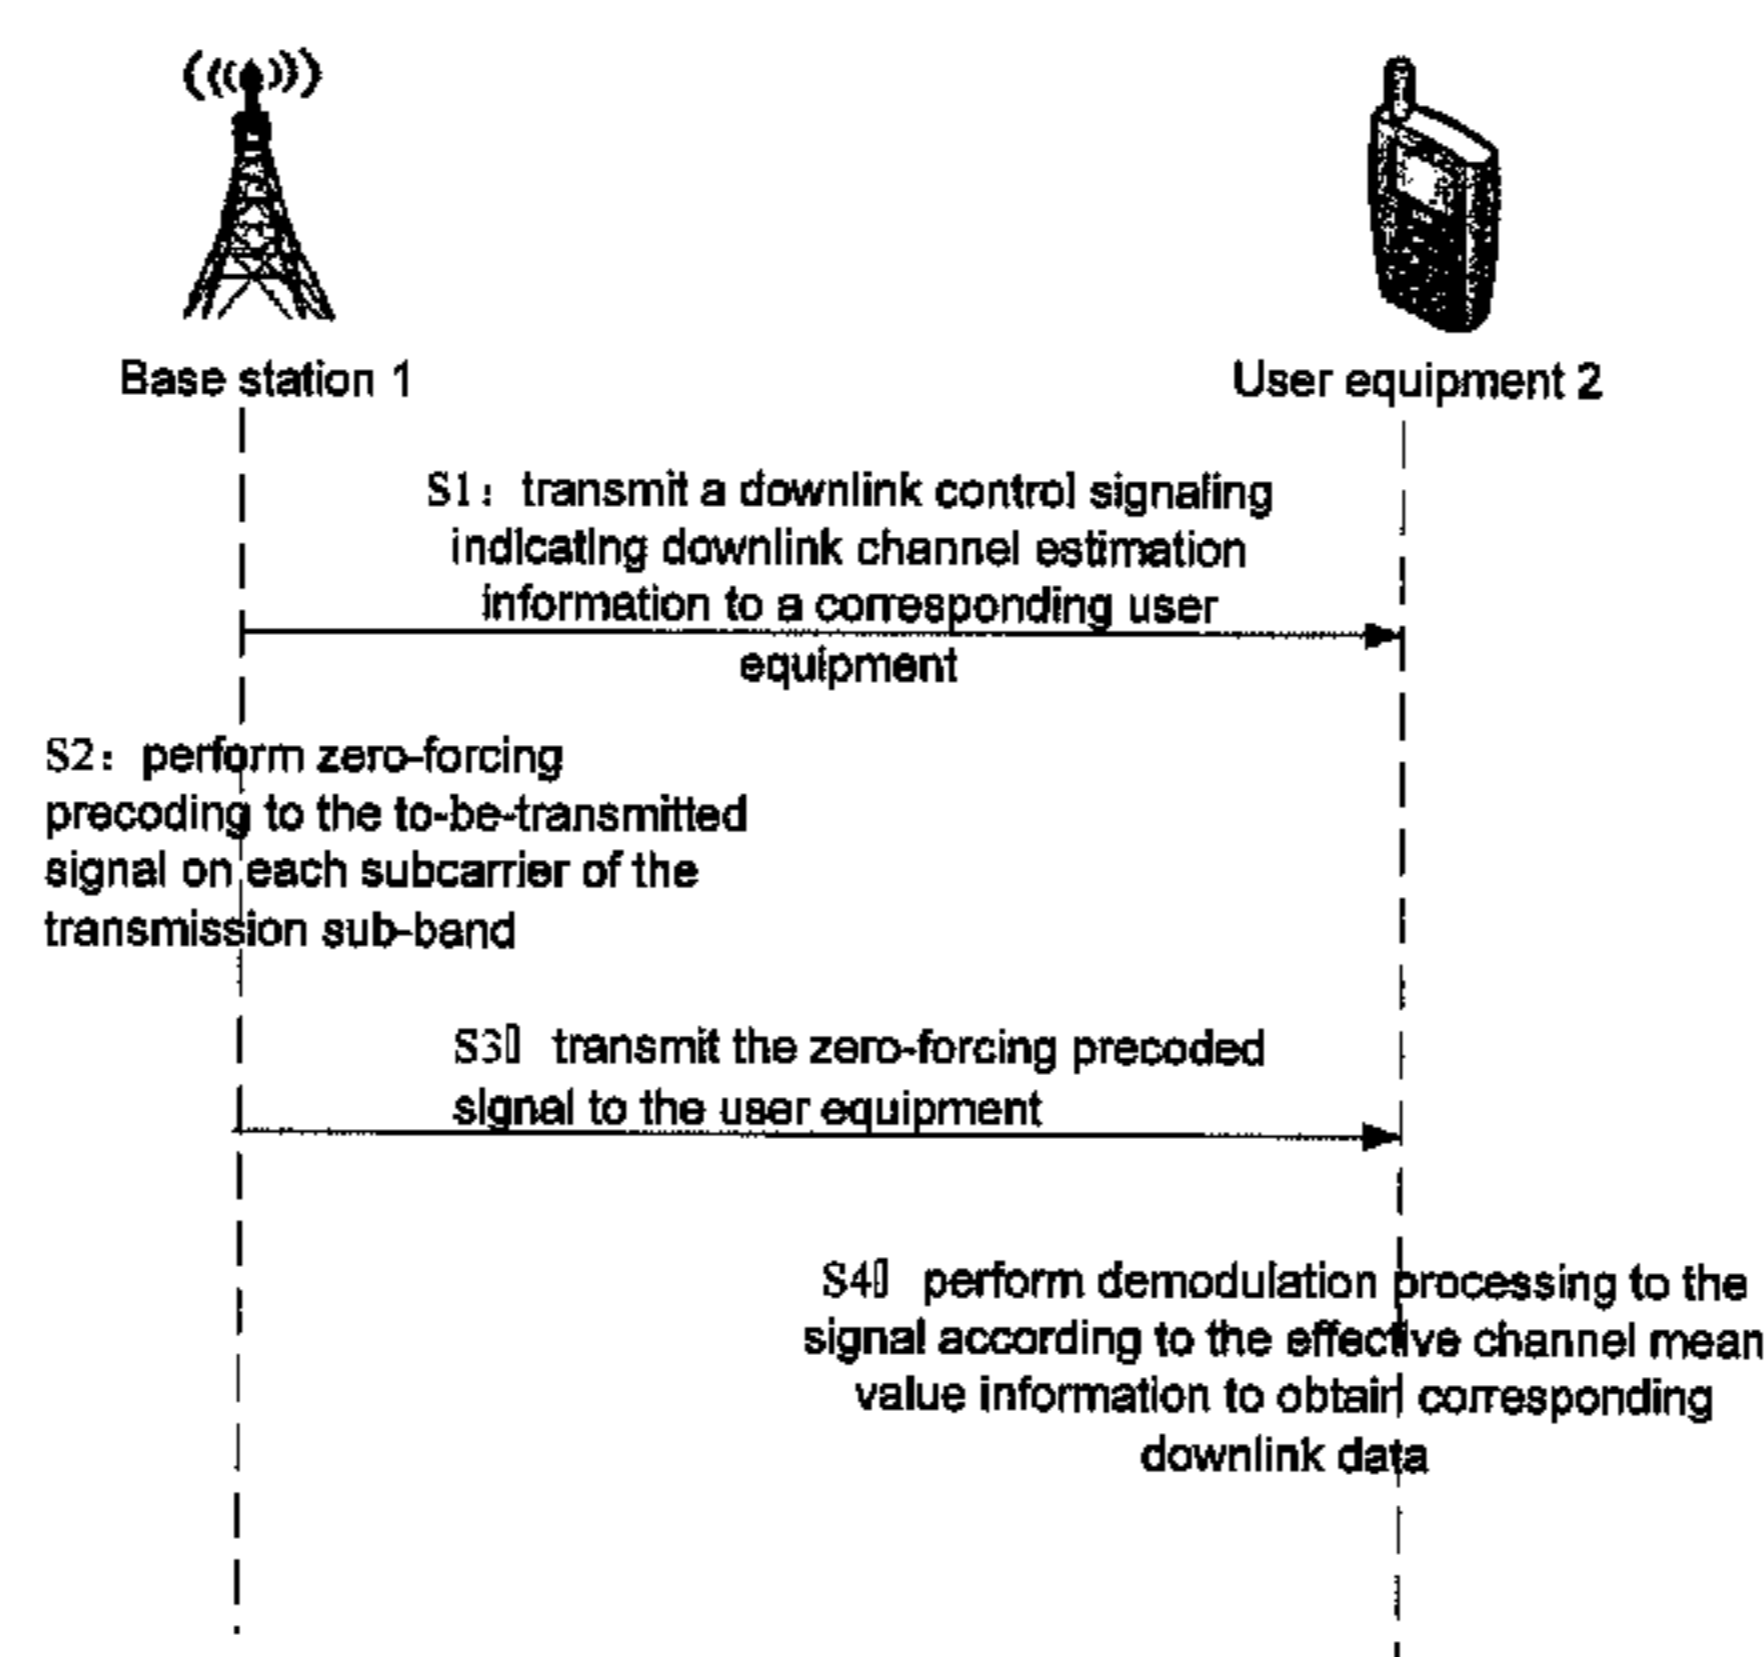 Base station 1
User equipment 2
S1: transmit a downlink control signaling
indicating downlink channel estimation
information to a corresponding user
equipment
S2: perform zero-forcing
precoding to the to-be-transmitted
signal on each subcarrier of the
transmission sub-band
S3▯ transmit the zero-forcing precoded
signal to the user equipment
S4▯ perform demodulation processing to the
signal according to the effective channel mean
value information to obtain corresponding
downlink data